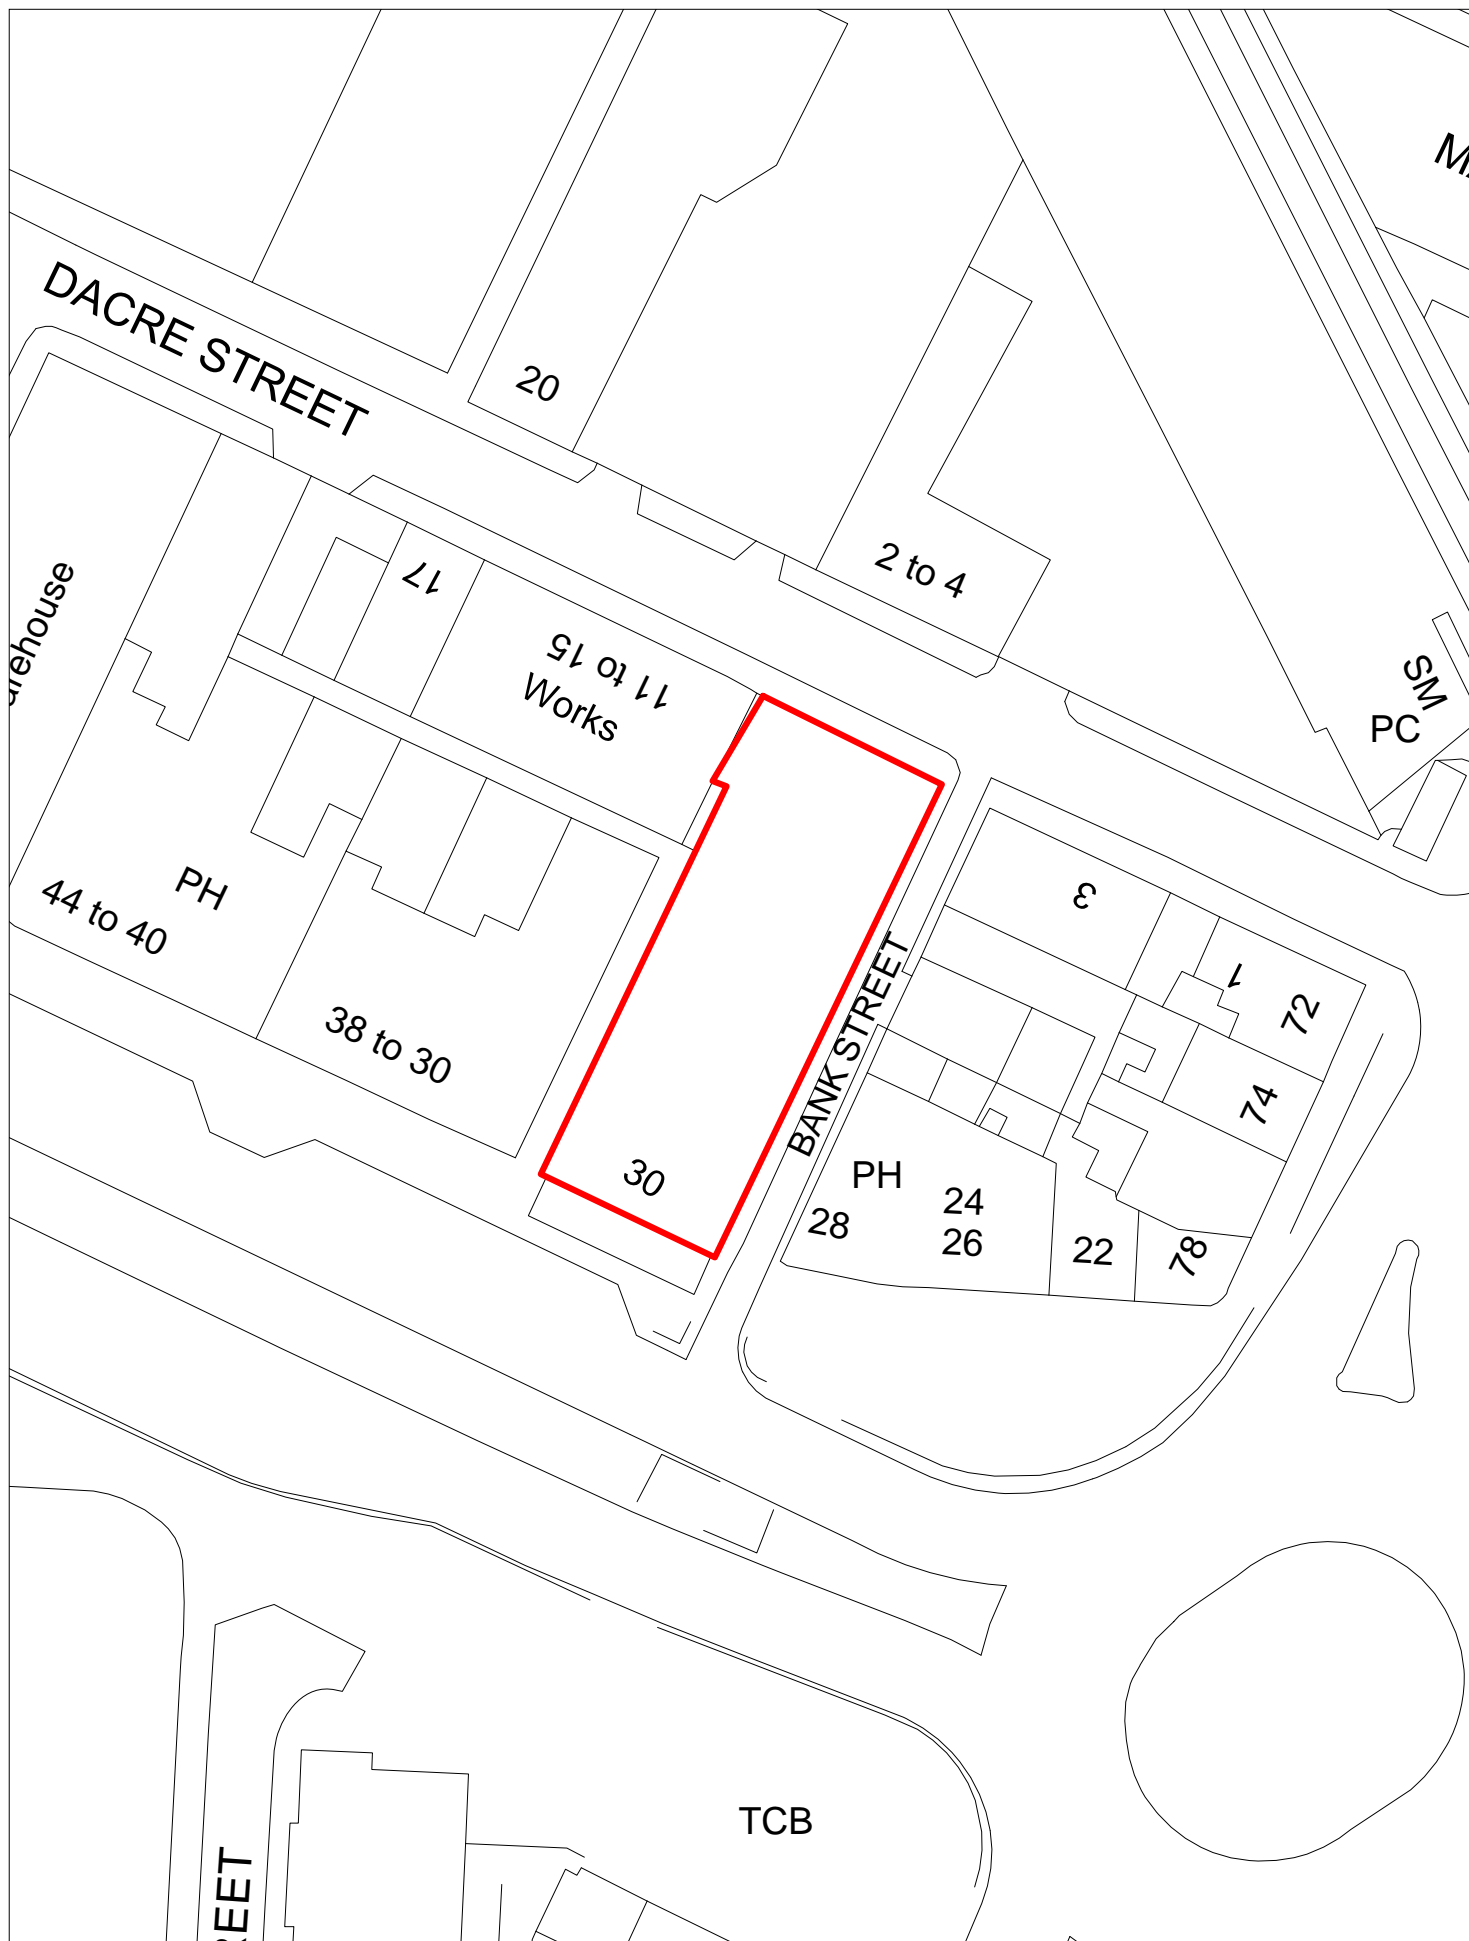 DACRE STREET
20
2 to 4
17
11 to 15
Works
SM
PC
PH
44 to 40
38 to 30
30
BANK STREET
3
1
72
74
PH
28
24
26
22
78
TCB